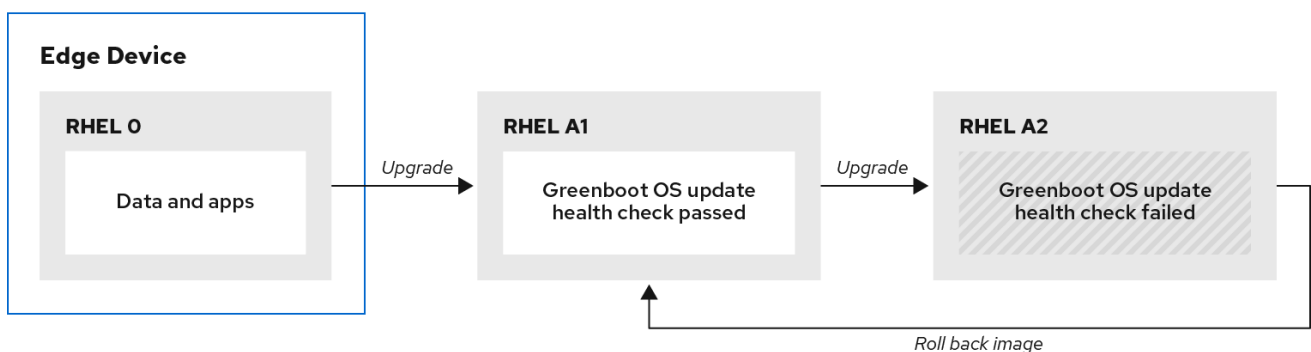 Edge Device
RHEL 0
Data and apps
Upgrade
RHEL A1
Greenboot OS update
health check passed
Upgrade
RHEL A2
Greenboot OS update
health check failed
Roll back image